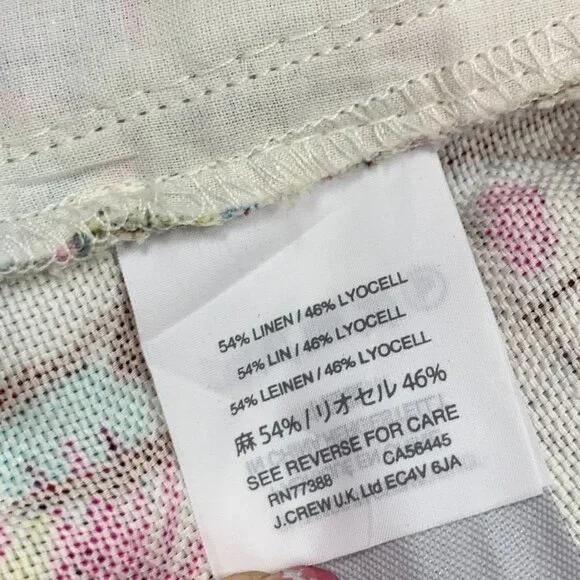 54% LINEN / 46% LYOCELL
54% LIN / 46% LYOCELL
54% LEINEN / 46% LYOCELL
麻 54% / リオセル 46%
SEE REVERSE FOR CARE
RN77388 CA56445
J.CREW U.K. Ltd EC4V 6JA